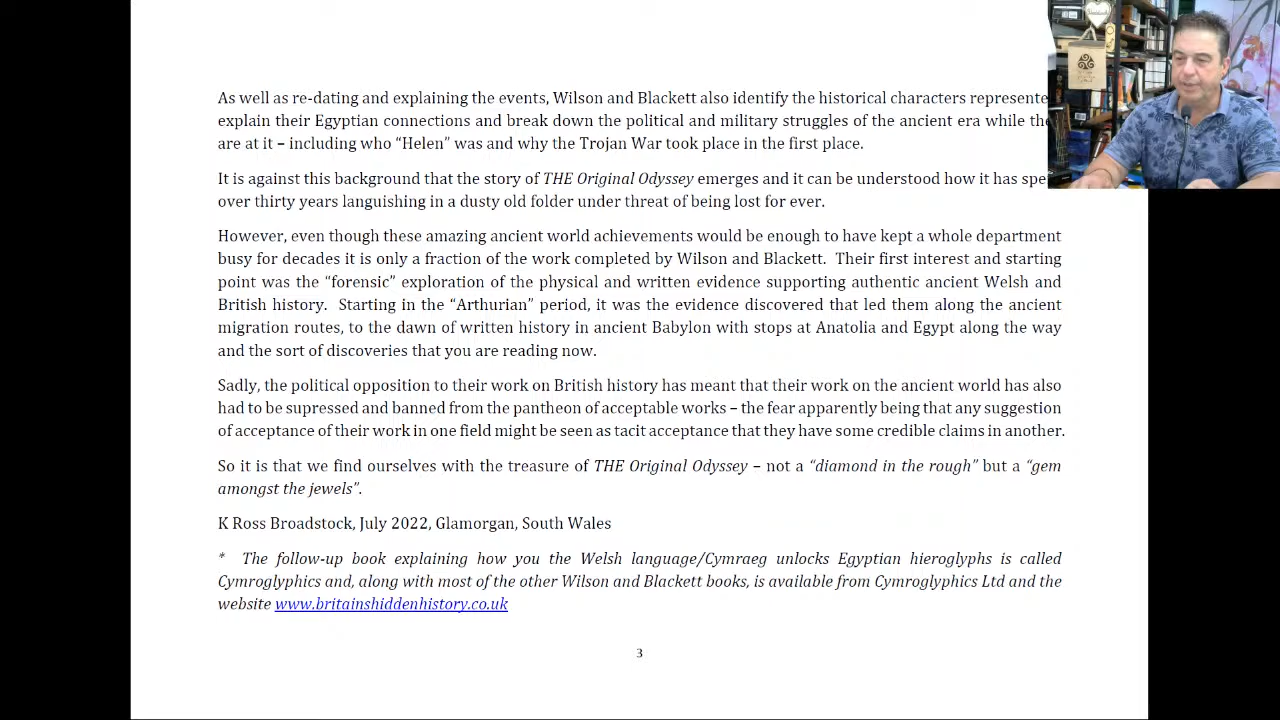 As well as re-dating and explaining the events, Wilson and Blackett also identify the historical characters represente
explain their Egyptian connections and break down the political and military struggles of the ancient era while the
are at it – including who “Helen” was and why the Trojan War took place in the first place.
It is against this background that the story of THE Original Odyssey emerges and it can be understood how it has spe
over thirty years languishing in a dusty old folder under threat of being lost for ever.
However, even though these amazing ancient world achievements would be enough to have kept a whole department
busy for decades it is only a fraction of the work completed by Wilson and Blackett. Their first interest and starting
point was the “forensic” exploration of the physical and written evidence supporting authentic ancient Welsh and
British history. Starting in the “Arthurian” period, it was the evidence discovered that led them along the ancient
migration routes, to the dawn of written history in ancient Babylon with stops at Anatolia and Egypt along the way
and the sort of discoveries that you are reading now.
Sadly, the political opposition to their work on British history has meant that their work on the ancient world has also
had to be supressed and banned from the pantheon of acceptable works – the fear apparently being that any suggestion
of acceptance of their work in one field might be seen as tacit acceptance that they have some credible claims in another.
So it is that we find ourselves with the treasure of THE Original Odyssey – not a “diamond in the rough” but a “gem
amongst the jewels”.
K Ross Broadstock, July 2022, Glamorgan, South Wales
* The follow-up book explaining how you the Welsh language/Cymraeg unlocks Egyptian hieroglyphs is called
Cymroglyphics and, along with most of the other Wilson and Blackett books, is available from Cymroglyphics Ltd and the
website www.britainshiddenhistory.co.uk
3